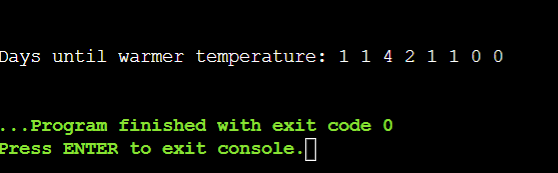 Days until warmer temperature: 1 1 4 2 1 1 0 0
...Program finished with exit code 0
Press ENTER to exit console.